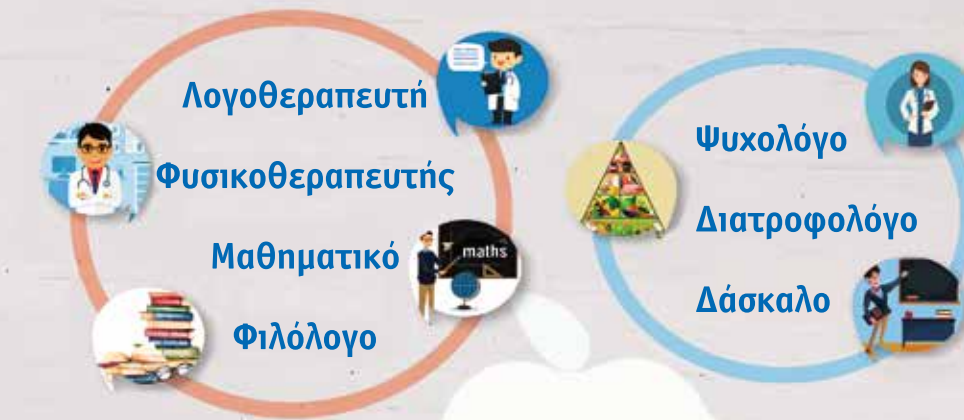 Λογοθεραπευτή
Φυσικοθεραπευτής
Μαθηματικό
maths
Φιλόλογο
Ψυχολόγο
Διατροφολόγο
Δάσκαλο